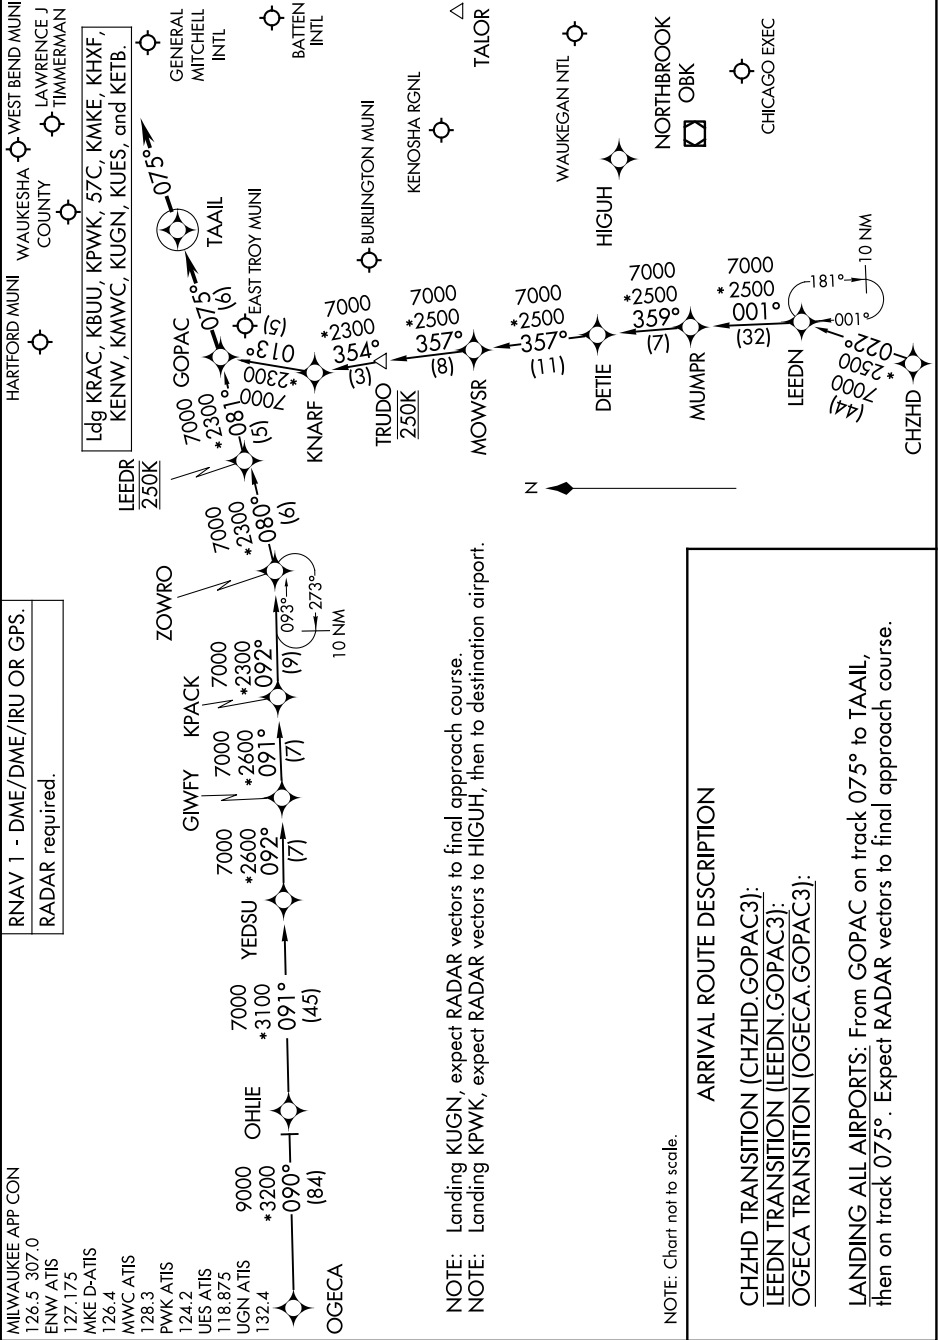 MILWAUKEE APP CON
126.5 307.0
ENW ATIS
127.175
MKE D-ATIS
126.4
MWC ATIS
128.3
PWK ATIS
124.2
UES ATIS
118.875
UGN ATIS
132.4
RNAV 1 - DME/DME/IRU OR GPS.
RADAR required.
HARTFORD MUNI
WAUKESHA
COUNTY
WEST BEND MUNI
LAWRENCE J
TIMMERMAN
Ldg KRAC, KBUU, KPWK, 57C, KMKE, KHXF,
KENW, KMWC, KUGN, KUES, and KETB.
GENERAL
MITCHELL
INTL
BATTEN
INTL
OGECA
9000
*3200
090°
(84)
OHLIE
7000
*3100
091°
(45)
YEDSU
7000
*2600
092°
(7)
GIWFY
7000
*2600
091°
(7)
KPACK
7000
*2300
092°
(9)
ZOWRO
093°
273°
10 NM
7000
*2300
080°
(6)
LEEDR
250K
7000
*2300
081°
(5)
GOPAC
075°
(6)
TAAIL
075°
EAST TROY MUNI
7000
*2300
013°
(5)
KNARF
7000
*2300
354°
(3)
TRUDO
250K
7000
*2500
357°
(8)
MOWSR
7000
*2500
357°
(11)
DETIE
7000
*2500
359°
(7)
MUMPR
7000
*2500
001°
(32)
LEEDN
181°
001°
10 NM
022°
*2500
7000
(44)
CHZHD
BURLINGTON MUNI
KENOSHA RGNL
TALOR
WAUKEGAN NTL
HIGUH
NORTHBROOK
OBK
CHICAGO EXEC
N
NOTE: Landing KUGN, expect RADAR vectors to final approach course.
NOTE: Landing KPWK, expect RADAR vectors to HIGUH, then to destination airport.
NOTE: Chart not to scale.
ARRIVAL ROUTE DESCRIPTION
CHZHD TRANSITION (CHZHD.GOPAC3):
LEEDN TRANSITION (LEEDN.GOPAC3):
OGECA TRANSITION (OGECA.GOPAC3):
LANDING ALL AIRPORTS: From GOPAC on track 075° to TAAIL,
then on track 075°. Expect RADAR vectors to final approach course.